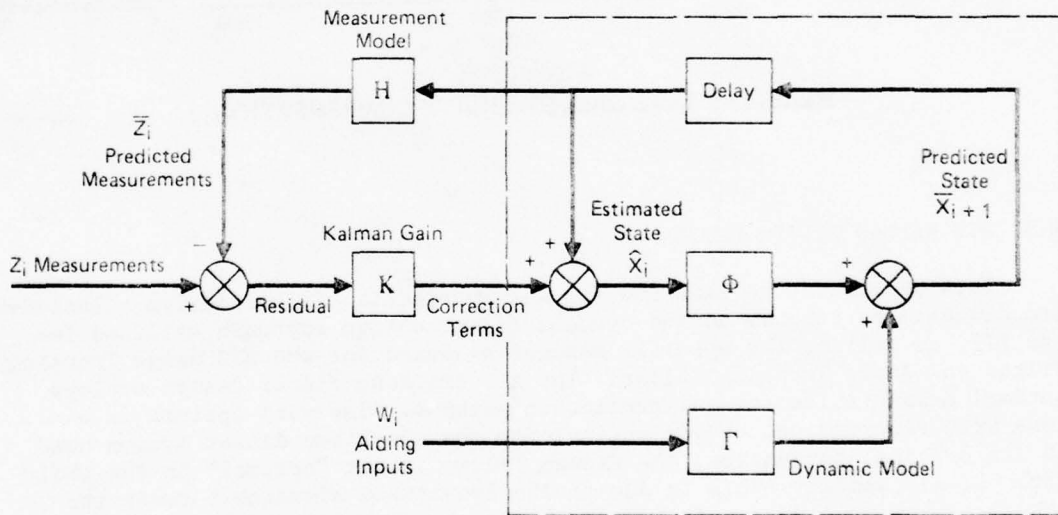 Measurement
Model
H
Delay
Z̅ᵢ
Predicted
Measurements
Predicted
State
X̅ᵢ₊₁
Estimated
State
X̂ᵢ
Kalman Gain
−
+
+
+
Zᵢ Measurements
K
Φ
+
Residual
Correction
Terms
+
Wᵢ
Aiding
Inputs
Γ
Dynamic Model